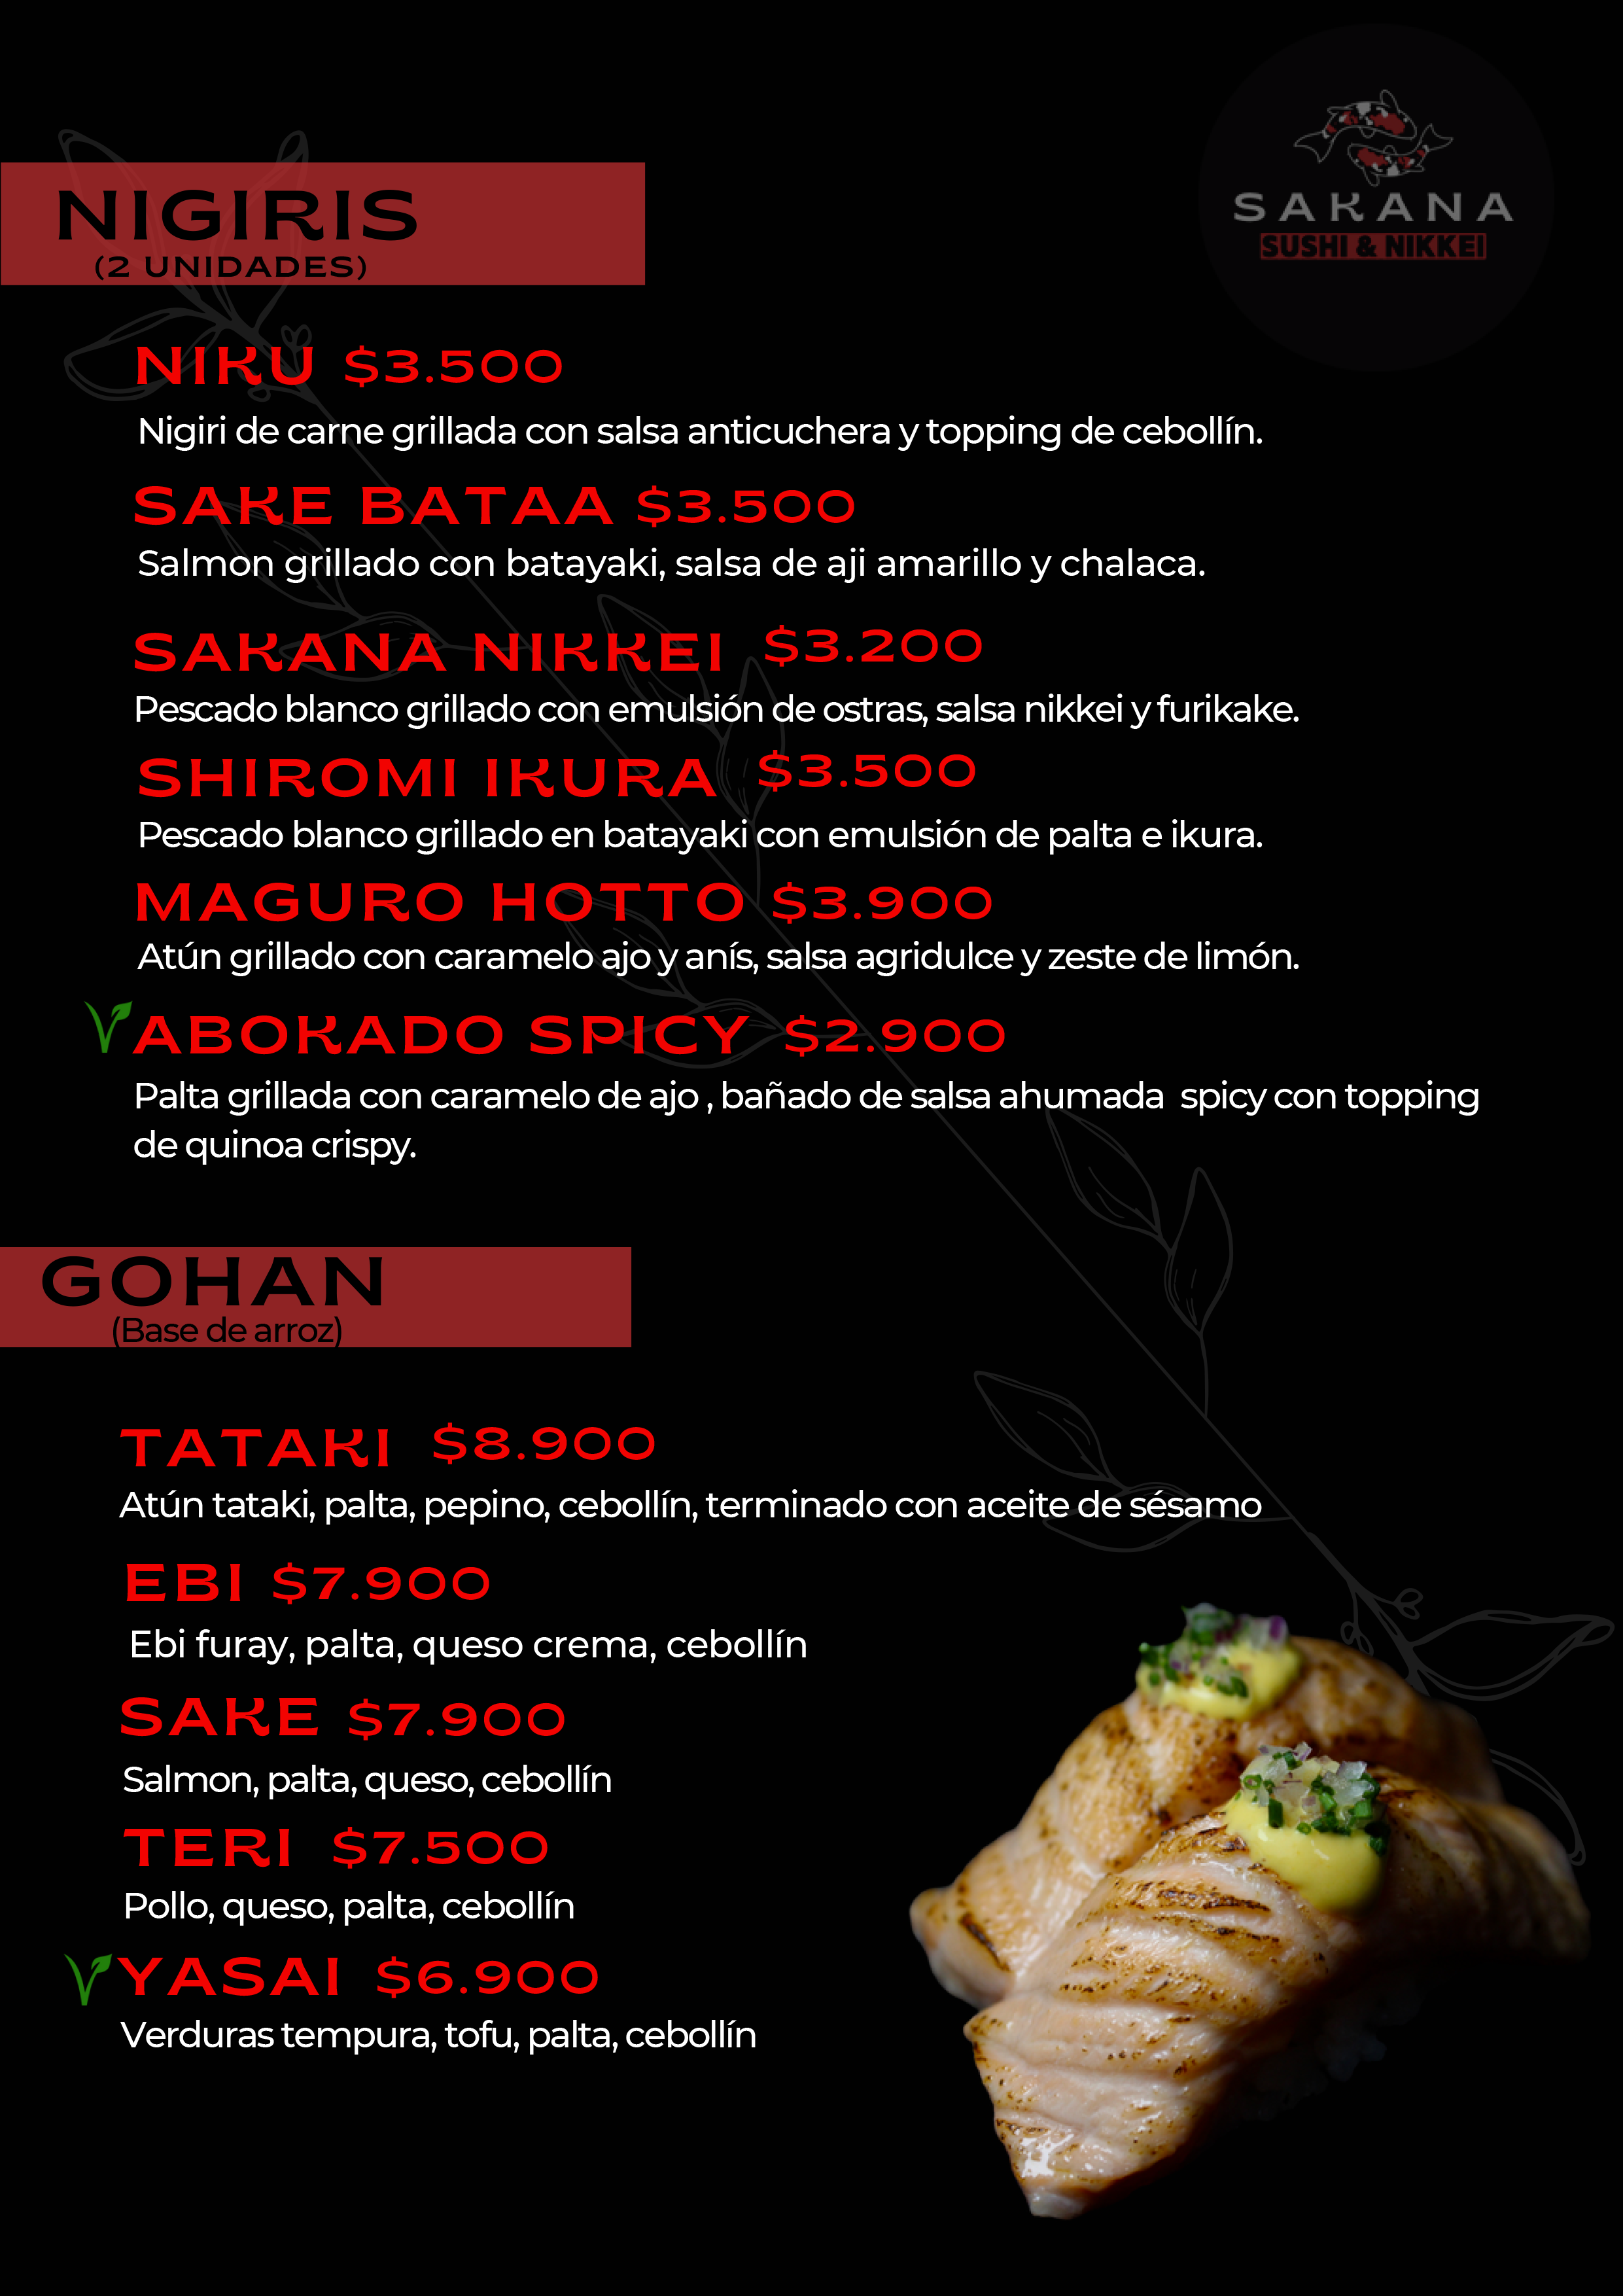 SAKANA
SUSHI & NIKKEI
NIGIRIS
(2 UNIDADES)
NIKU $3.500
Nigiri de carne grillada con salsa anticuchera y topping de cebollín.
SAKE BATAA $3.500
Salmon grillado con batayaki, salsa de aji amarillo y chalaca.
SAKANA NIKKEI $3.200
Pescado blanco grillado con emulsión de ostras, salsa nikkei y furikake.
SHIROMI IKURA $3.500
Pescado blanco grillado en batayaki con emulsión de palta e ikura.
MAGURO HOTTO $3.900
Atún grillado con caramelo ajo y anís, salsa agridulce y zeste de limón.
ABOKADO SPICY $2.900
Palta grillada con caramelo de ajo , bañado de salsa ahumada  spicy con topping
de quinoa crispy.
GOHAN
(Base de arroz)
TATAKI $8.900
Atún tataki, palta, pepino, cebollín, terminado con aceite de sésamo
EBI $7.900
Ebi furay, palta, queso crema, cebollín
SAKE $7.900
Salmon, palta, queso, cebollín
TERI $7.500
Pollo, queso, palta, cebollín
YASAI $6.900
Verduras tempura, tofu, palta, cebollín